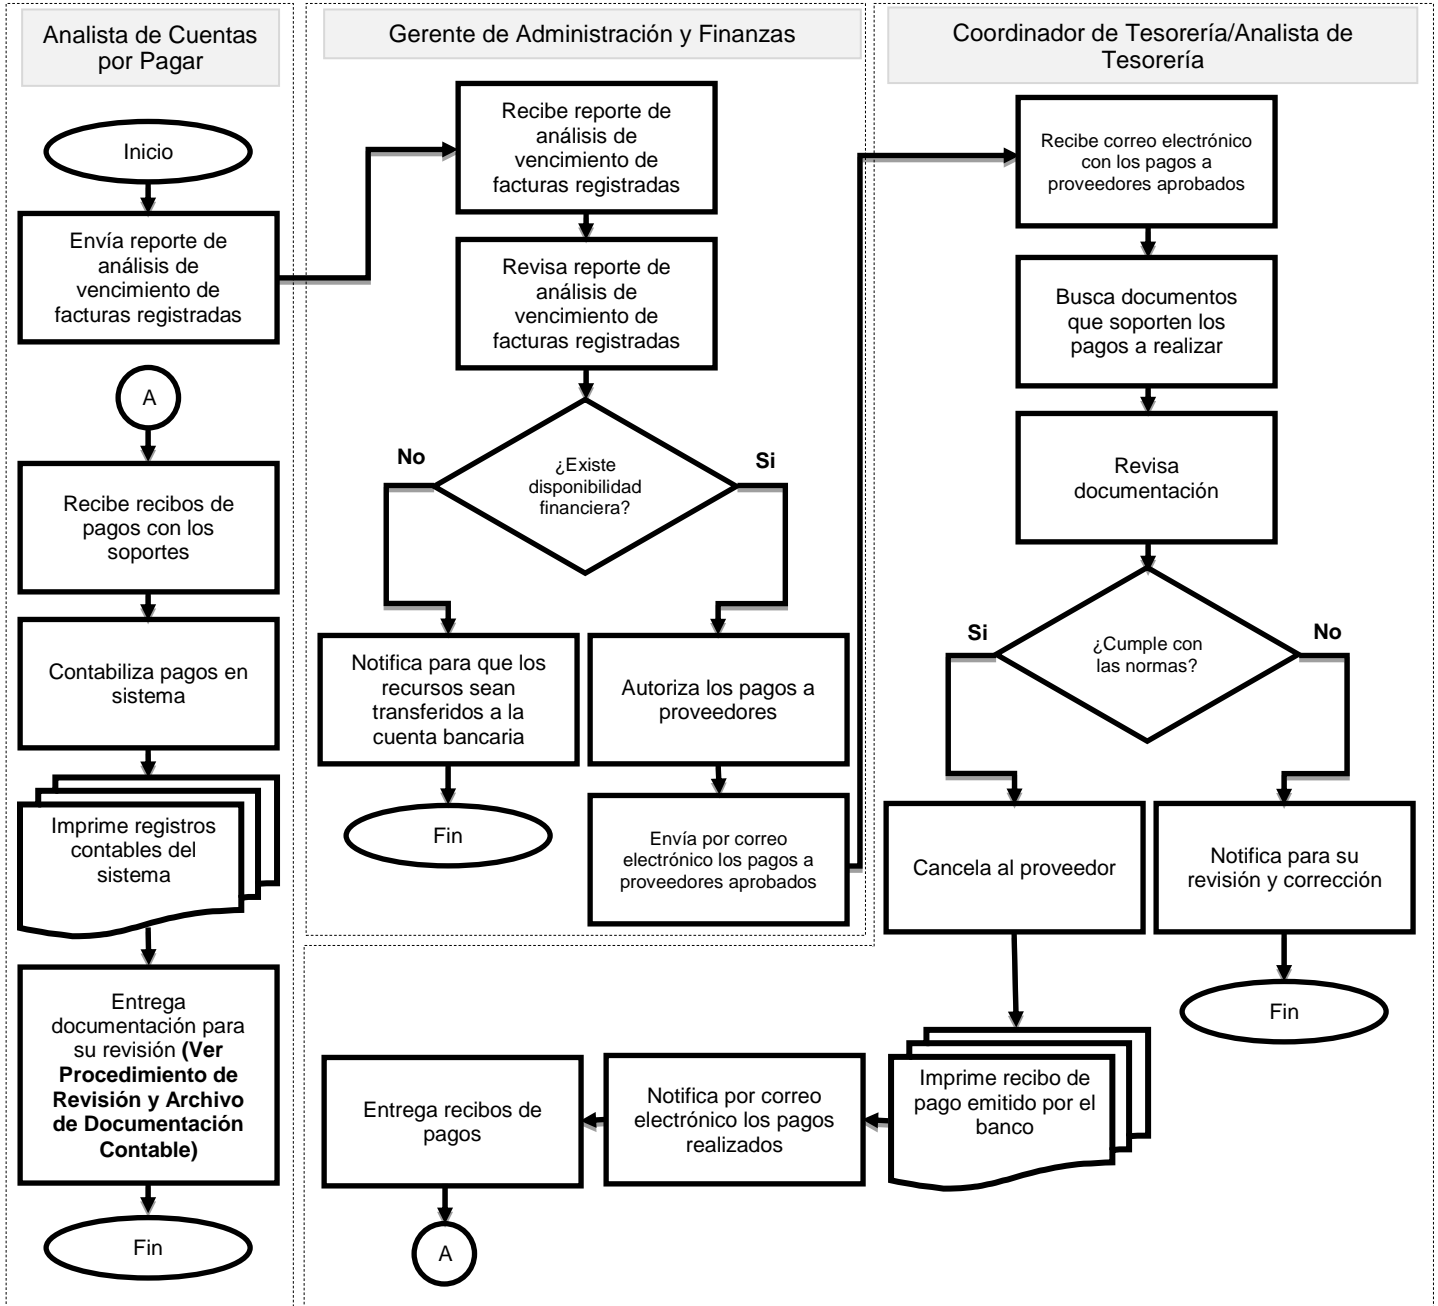 Analista de Cuentas
por Pagar
Inicio
Envía reporte de
análisis de
vencimiento de
facturas registradas
A
Recibe recibos de
pagos con los
soportes
Contabiliza pagos en
sistema
Imprime registros
contables del
sistema
Entrega
documentación para
su revisión (Ver
Procedimiento de
Revisión y Archivo
de Documentación
Contable)
Fin
Gerente de Administración y Finanzas
Recibe reporte de
análisis de
vencimiento de
facturas registradas
Revisa reporte de
análisis de
vencimiento de
facturas registradas
¿Existe
disponibilidad
financiera?
No
Si
Notifica para que los
recursos sean
transferidos a la
cuenta bancaria
Fin
Autoriza los pagos a
proveedores
Envía por correo
electrónico los pagos a
proveedores aprobados
Coordinador de Tesorería/Analista de
Tesorería
Recibe correo electrónico
con los pagos a
proveedores aprobados
Busca documentos
que soporten los
pagos a realizar
Revisa
documentación
¿Cumple con
las normas?
Si
No
Cancela al proveedor
Notifica para su
revisión y corrección
Fin
Imprime recibo de
pago emitido por el
banco
Notifica por correo
electrónico los pagos
realizados
Entrega recibos de
pagos
A